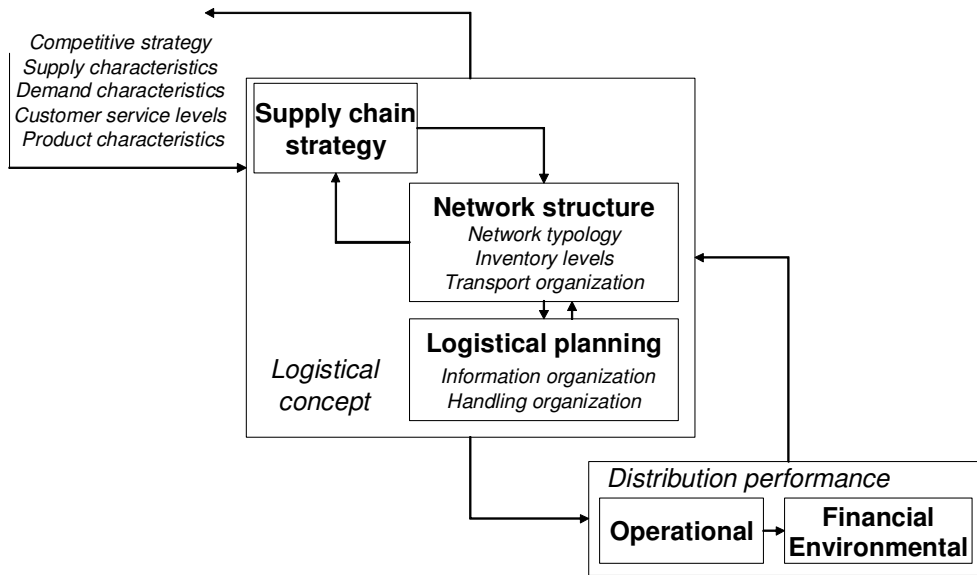 Competitive strategy
Supply characteristics
Demand characteristics
Customer service levels
Product characteristics
Supply chain
strategy
Network structure
Network typology
Inventory levels
Transport organization
Logistical planning
Information organization
Handling organization
Logistical
concept
Distribution performance
Operational
Financial
Environmental